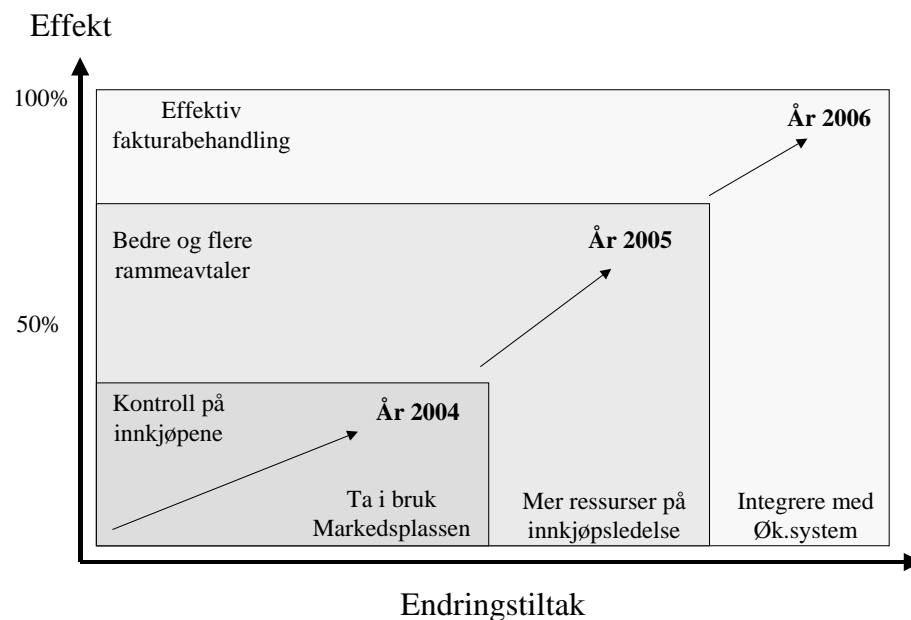 Effekt
100%
Effektiv
fakturabehandling
År 2006
Bedre og flere
rammeavtaler
År 2005
50%
Kontroll på
innkjøpene
År 2004
Ta i bruk
Markedsplassen
Mer ressurser på
innkjøpsledelse
Integrere med
Øk.system
Endringstiltak